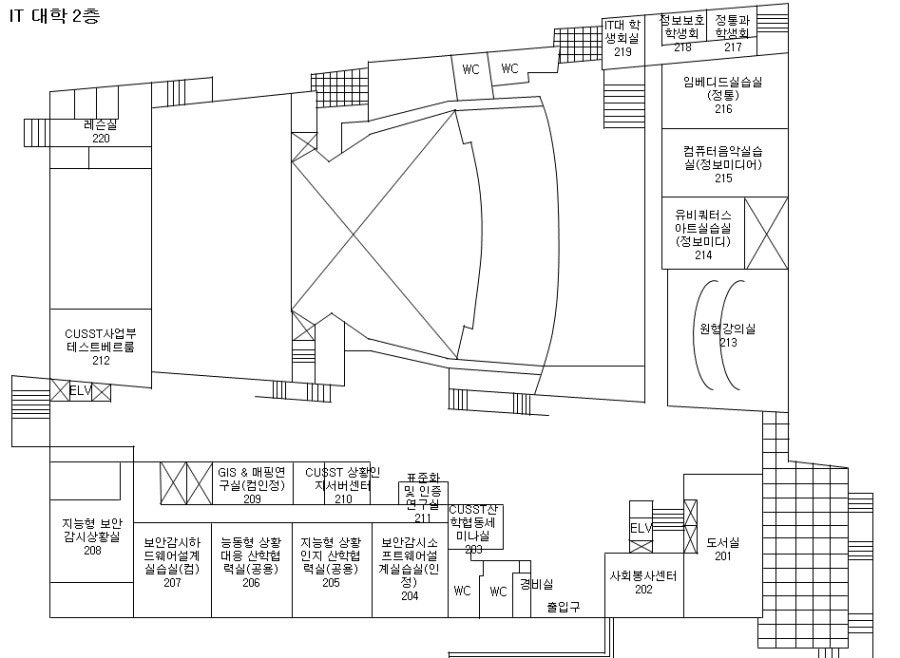 IT 대학 2층
IT대 학
생회실
219
정보보호
학생회
218
정통과
학생회
217
WC
WC
임베디드실습실
(정통)
216
레슨실
220
컴퓨터음악실습
실(정보미디어)
215
유비쿼터스
아트실습실
(정보미디)
214
원형강의실
213
CUSST사업부
테스트베르룸
212
ELV
GIS & 매핑연
구실(컴인정)
209
CUSST 상황인
지서버센터
210
표준화
및 인증
연구실
211
CUSST산
학협동세
미나실
203
지능형 보안
감시상황실
208
보안감시하
드웨어설계
실습실(컴)
207
능동형 상황
대응 산학협
력실(공용)
206
지능형 상황
인지 산학협
력실(공용)
205
보안감시소
프트웨어설
계실습실(인
정)
204
WC
WC
경비실
출입구
ELV
사회봉사센터
202
도서실
201